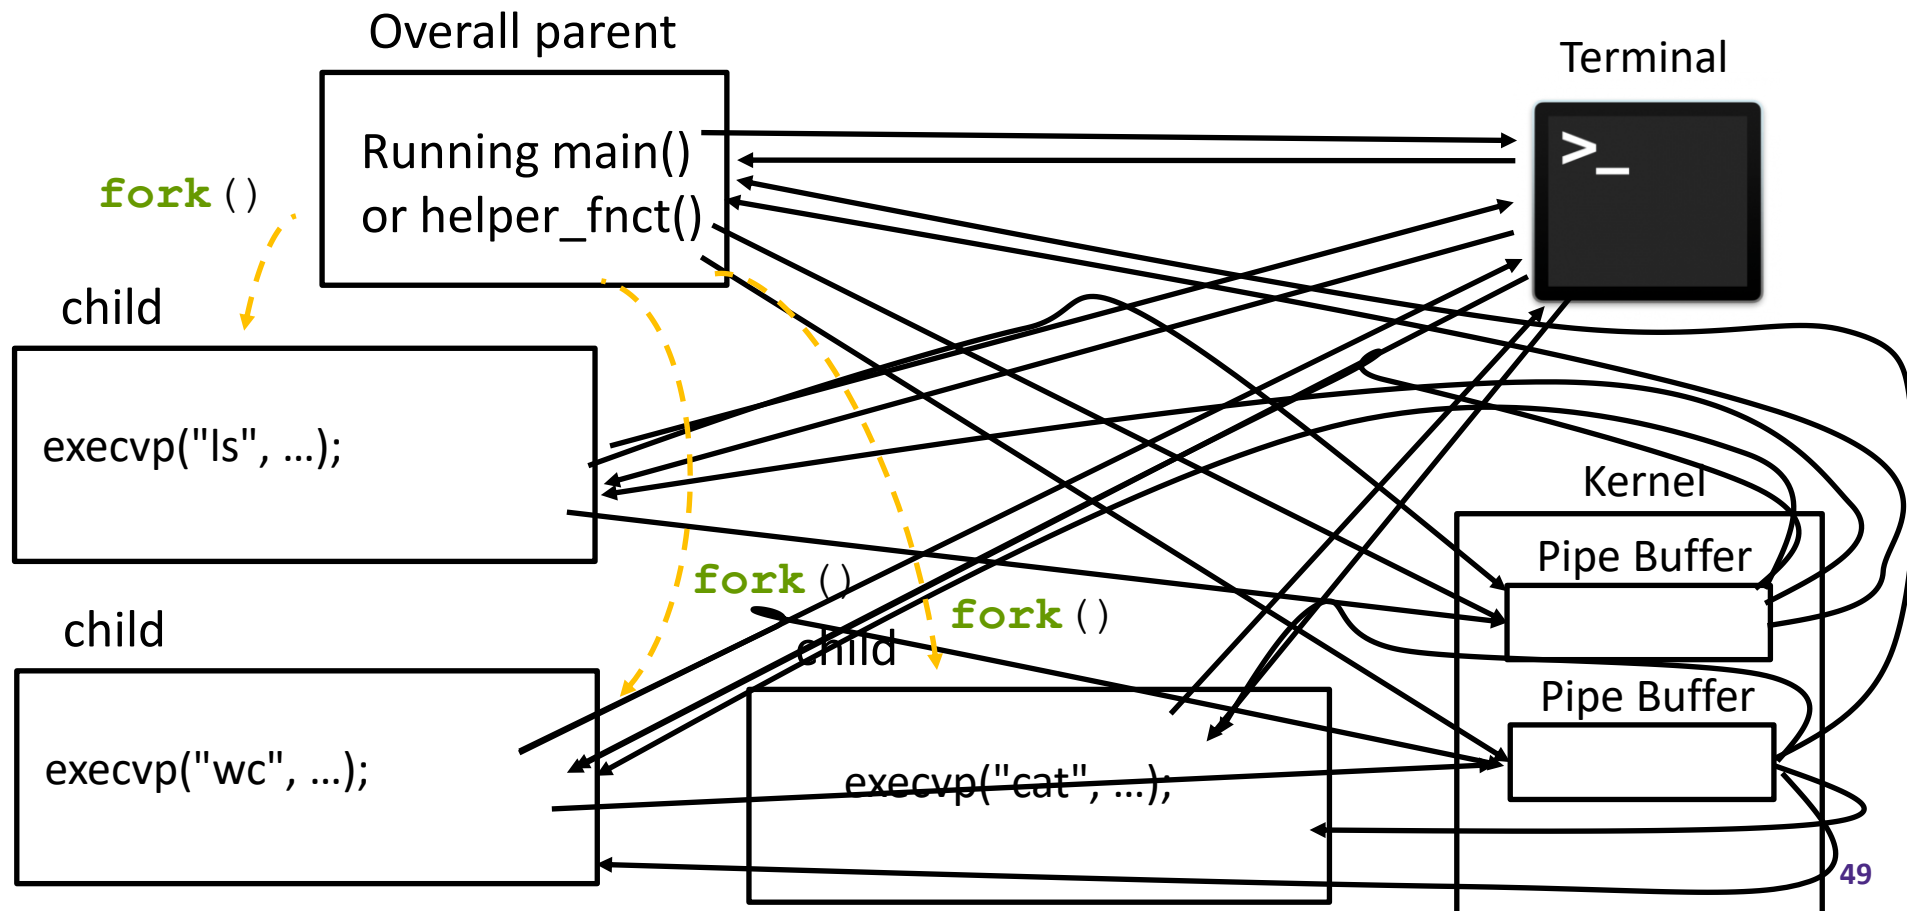 Overall parent
Terminal
>_
Running main()
or helper_fnct()
fork()
child
execvp("ls", …);
Kernel
Pipe Buffer
fork()
fork()
child
child
Pipe Buffer
execvp("wc", …);
execvp("cat", …);
49